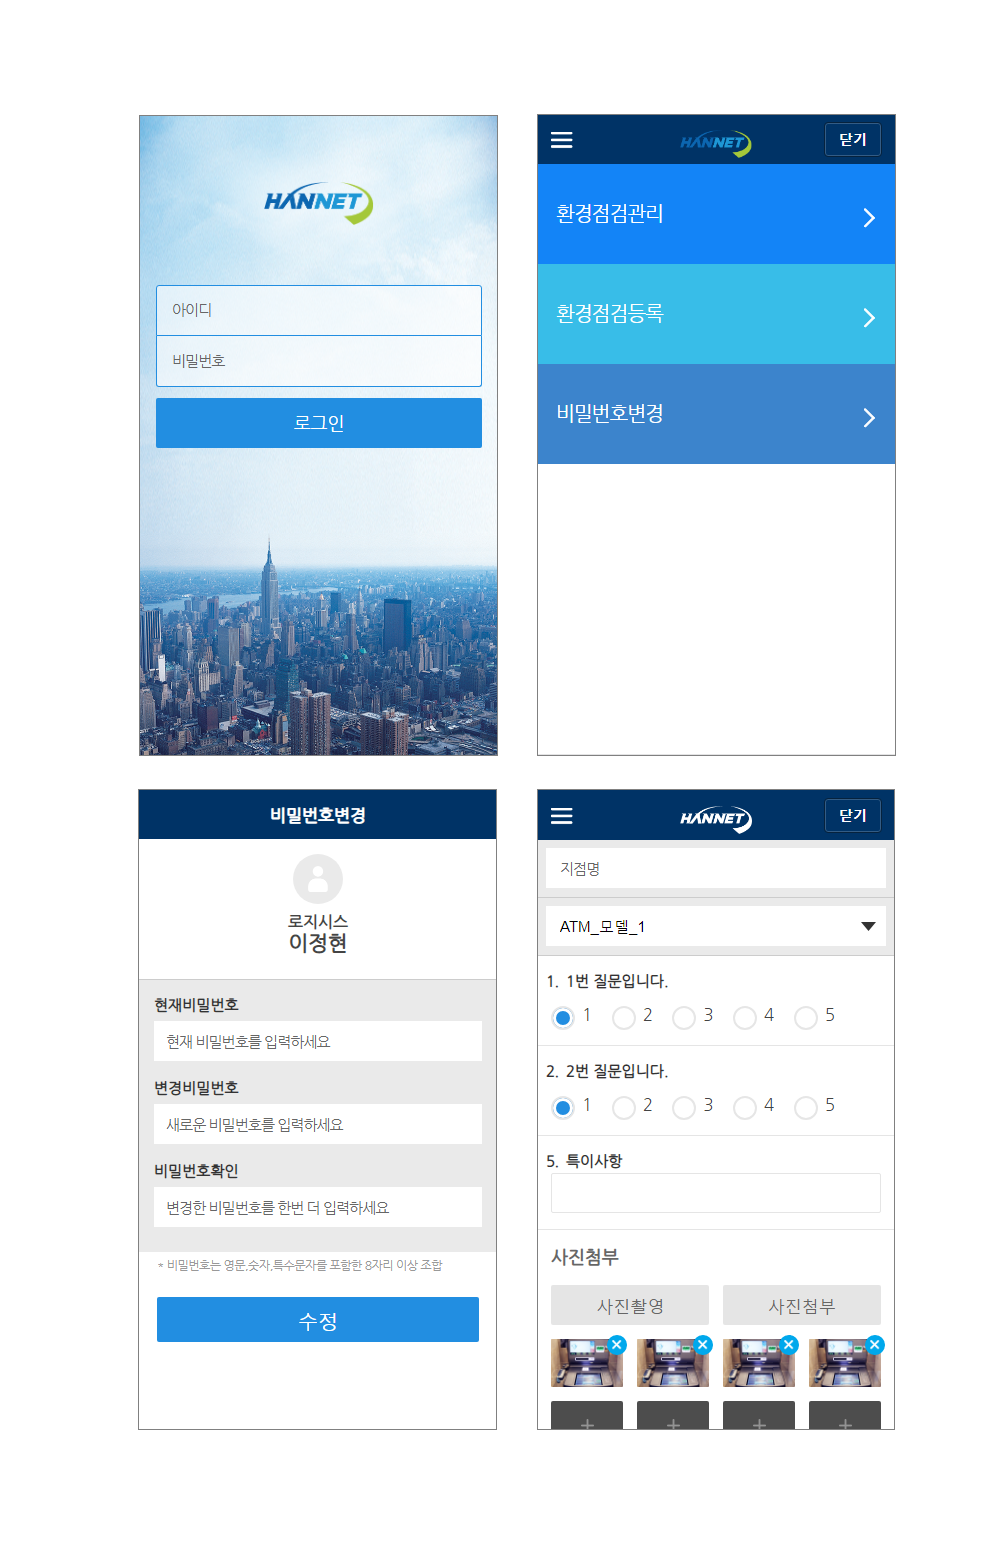 HANNET
아이디
비밀번호
로그인
HANNET
닫기
환경점검관리
환경점검등록
비밀번호변경
비밀번호변경
로지시스
이정현
현재비밀번호
현재 비밀번호를 입력하세요
변경비밀번호
새로운 비밀번호를 입력하세요
비밀번호확인
변경한 비밀번호를 한번 더 입력하세요
* 비밀번호는 영문,숫자,특수문자를 포함한 8자리 이상 조합
수정
HANNET
닫기
지점명
ATM_모델_1
1. 1번 질문입니다.
1 2 3 4 5
2. 2번 질문입니다.
1 2 3 4 5
5. 특이사항
사진첨부
사진촬영 사진첨부